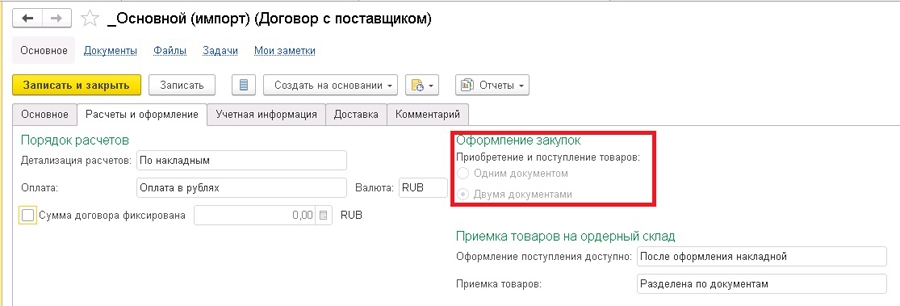 _Основной (импорт) (Договор с поставщиком)
Основное Документы Файлы Задачи Мои заметки
Записать и закрыть Записать Создать на основании Отчеты
Основное Расчеты и оформление Учетная информация Доставка Комментарий
Порядок расчетов
Детализация расчетов: По накладным
Оплата: Оплата в рублях Валюта: RUB
Сумма договора фиксирована 0,00 RUB
Оформление закупок
Приобретение и поступление товаров:
Одним документом
Двумя документами
Приемка товаров на ордерный склад
Оформление поступления доступно: После оформления накладной
Приемка товаров: Разделена по документам